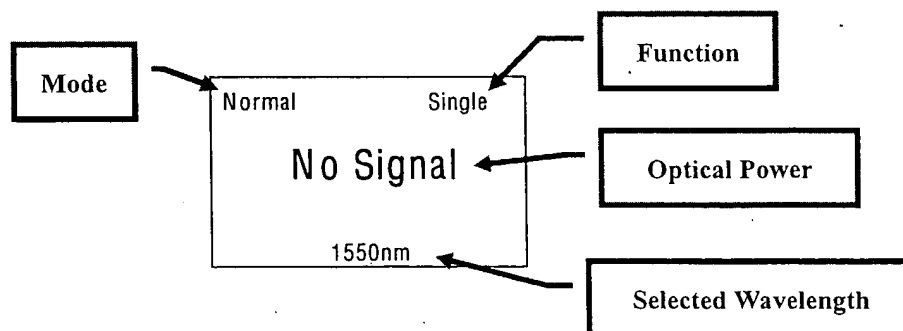 Function
Mode
Normal Single
No Signal
Optical Power
1550nm
Selected Wavelength